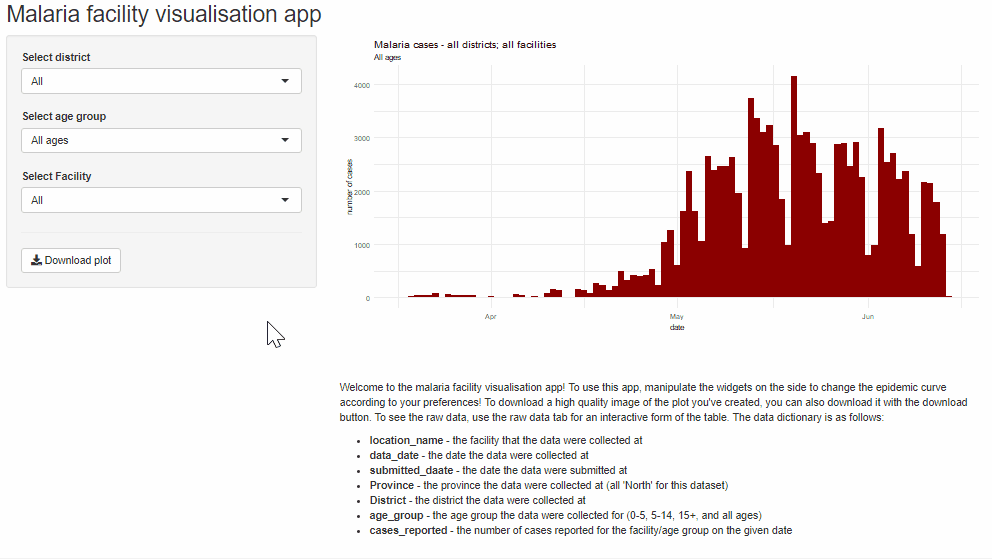 Malaria facility visualisation app
Select district
All
Select age group
All ages
Select Facility
All
Download plot
Malaria cases - all districts; all facilities
All ages
4000
3000
2000
1000
0
number of cases
Apr
May
Jun
date
Welcome to the malaria facility visualisation app! To use this app, manipulate the widgets on the side to change the epidemic curve
according to your preferences! To download a high quality image of the plot you've created, you can also download it with the download
button. To see the raw data, use the raw data tab for an interactive form of the table. The data dictionary is as follows:
• location_name - the facility that the data were collected at
• data_date - the date the data were collected at
• submitted_daate - the date the data were submitted at
• Province - the province the data were collected at (all 'North' for this dataset)
• District - the district the data were collected at
• age_group - the age group the data were collected for (0-5, 5-14, 15+, and all ages)
• cases_reported - the number of cases reported for the facility/age group on the given date